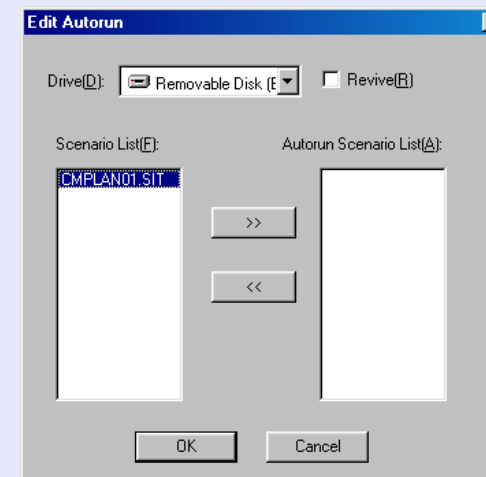 Edit Autorun
Drive(D): Removable Disk (E
Revive(R)
Scenario List(F):
Autorun Scenario List(A):
CMPLAN01.SIT
>>
<<
OK
Cancel